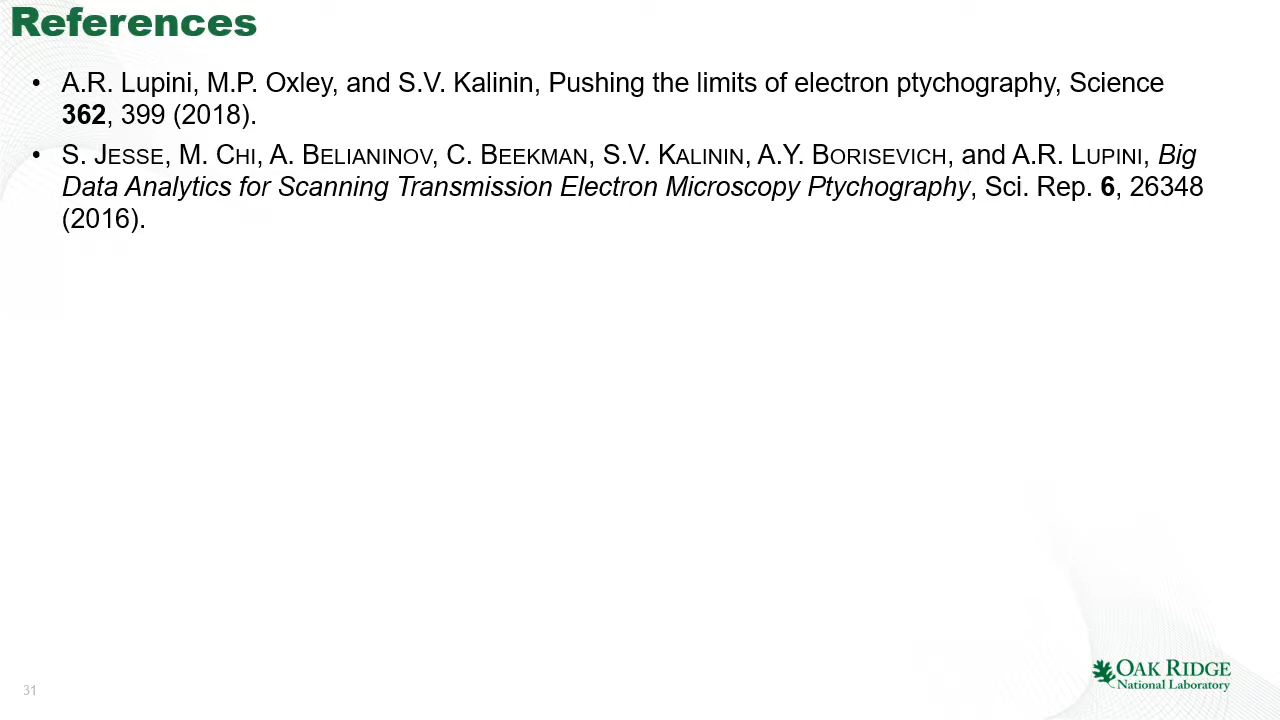 References
• A.R. Lupini, M.P. Oxley, and S.V. Kalinin, Pushing the limits of electron ptychography, Science
362, 399 (2018).
• S. JESSE, M. CHI, A. BELIANINOV, C. BEEKMAN, S.V. KALININ, A.Y. BORISEVICH, and A.R. LUPINI, Big
Data Analytics for Scanning Transmission Electron Microscopy Ptychography, Sci. Rep. 6, 26348
(2016).
31
OAK RIDGE
National Laboratory